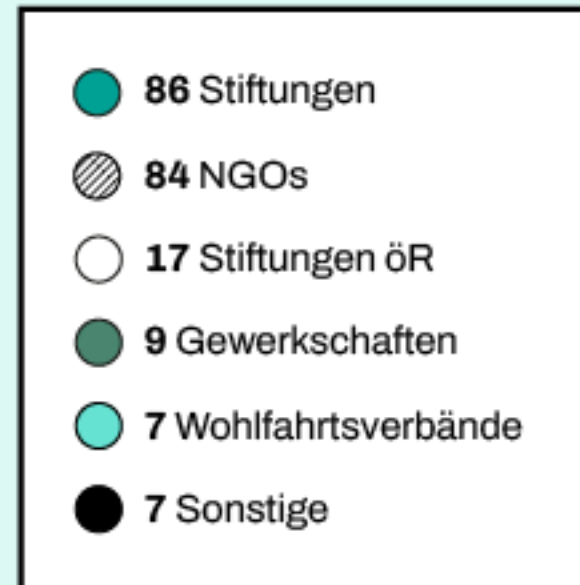 86 Stiftungen
84 NGOs
17 Stiftungen öR
9 Gewerkschaften
7 Wohlfahrtsverbände
7 Sonstige